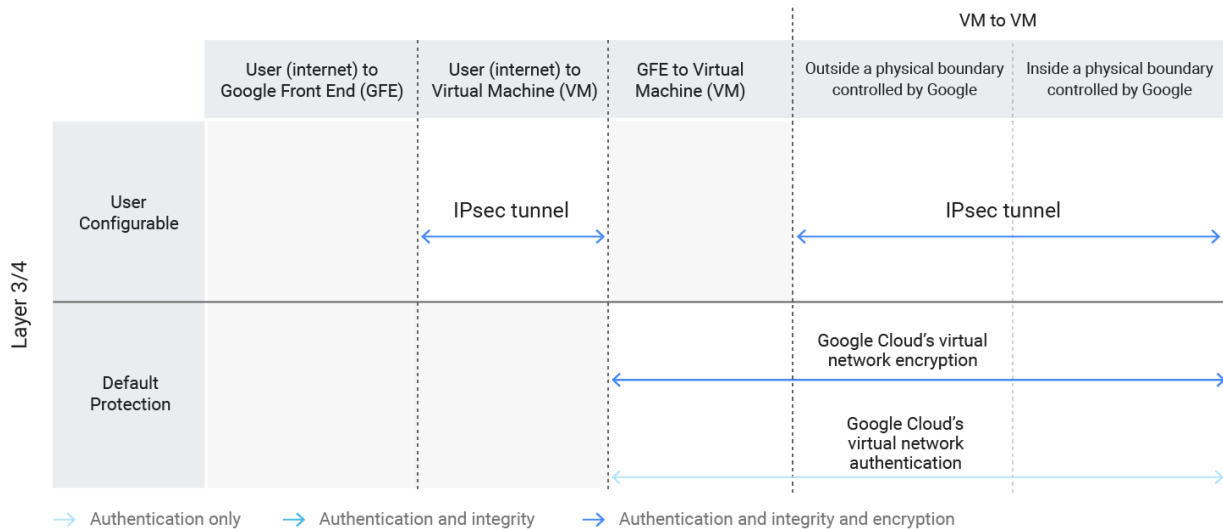 VM to VM
User (internet) to
Google Front End (GFE)
User (internet) to
Virtual Machine (VM)
GFE to Virtual
Machine (VM)
Outside a physical boundary
controlled by Google
Inside a physical boundary
controlled by Google
Layer 3/4
User
Configurable
IPsec tunnel
IPsec tunnel
Default
Protection
Google Cloud’s virtual
network encryption
Google Cloud’s
virtual network
authentication
Authentication only
Authentication and integrity
Authentication and integrity and encryption